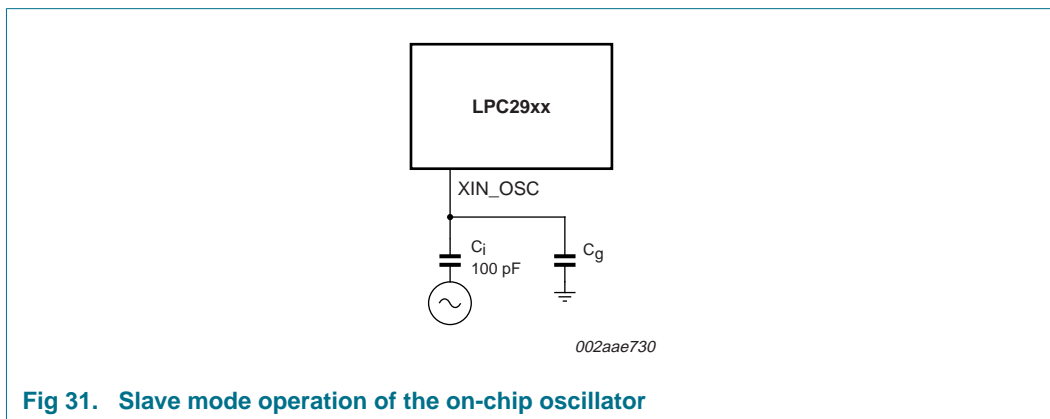 LPC29xx
XIN_OSC
Ci
100 pF
Cg
002aae730
Fig 31. Slave mode operation of the on-chip oscillator